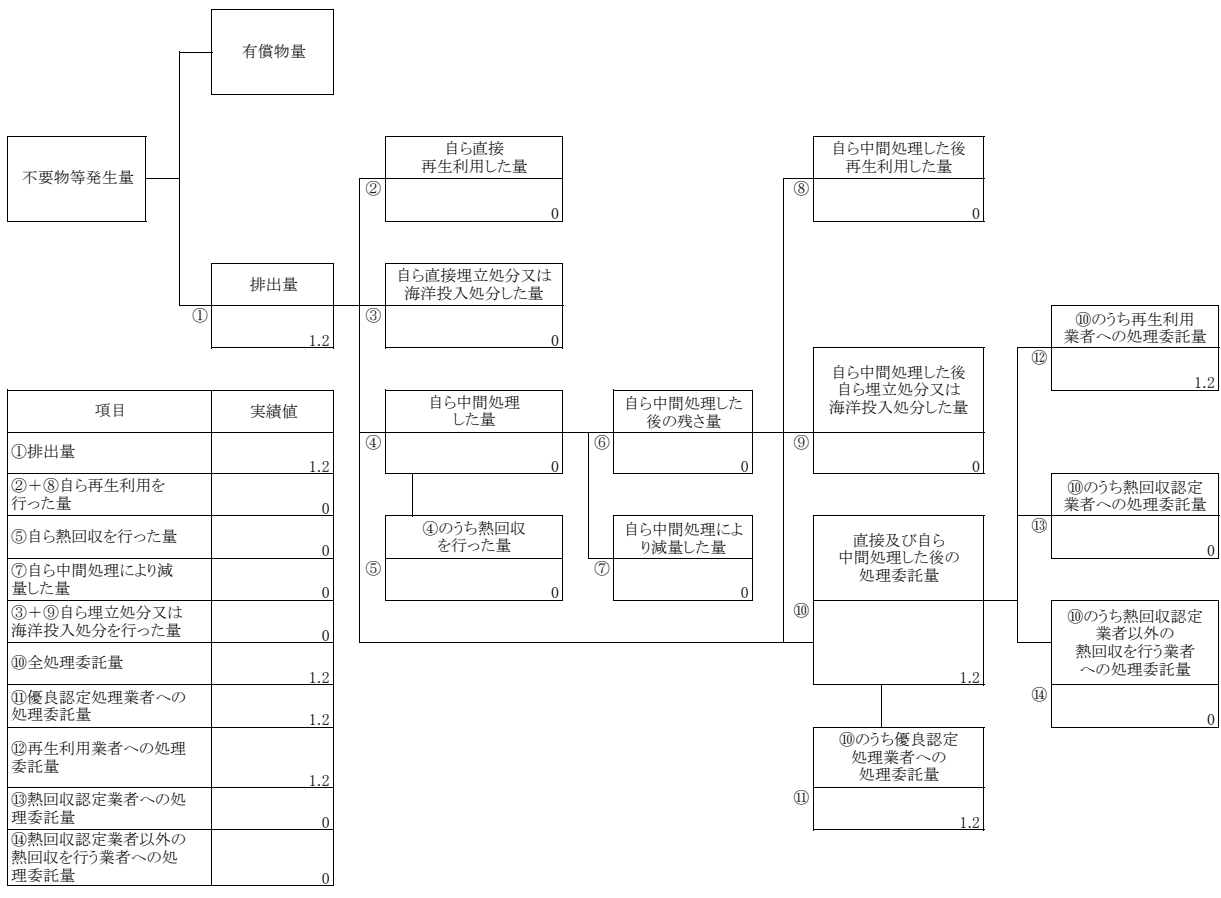 有償物量
不要物等発生量
排出量
①
1.2
自ら直接
再生利用した量
②
0
自ら直接埋立処分又は
海洋投入処分した量
③
0
自ら中間処理
した量
④
0
④のうち熱回収
を行った量
⑤
0
自ら中間処理した
後の残さ量
⑥
0
自ら中間処理によ
り減量した量
⑦
0
自ら中間処理した後
再生利用した量
⑧
0
自ら中間処理した後
自ら埋立処分又は
海洋投入処分した量
⑨
0
直接及び自ら
中間処理した後の
処理委託量
⑩
1.2
⑩のうち優良認定
処理業者への
処理委託量
⑪
1.2
⑩のうち再生利用
業者への処理委託量
⑫
1.2
⑩のうち熱回収認定
業者への処理委託量
⑬
0
⑩のうち熱回収認定
業者以外の
熱回収を行う業者
への処理委託量
⑭
0
項目 実績値
①排出量
1.2
②＋⑧自ら再生利用を
行った量
0
⑤自ら熱回収を行った量
0
⑦自ら中間処理により減
量した量
0
③＋⑨自ら埋立処分又は
海洋投入処分を行った量
0
⑩全処理委託量
1.2
⑪優良認定処理業者への
処理委託量
1.2
⑫再生利用業者への処理
委託量
1.2
⑬熱回収認定業者への処
理委託量
0
⑭熱回収認定業者以外の
熱回収を行う業者への処
理委託量
0